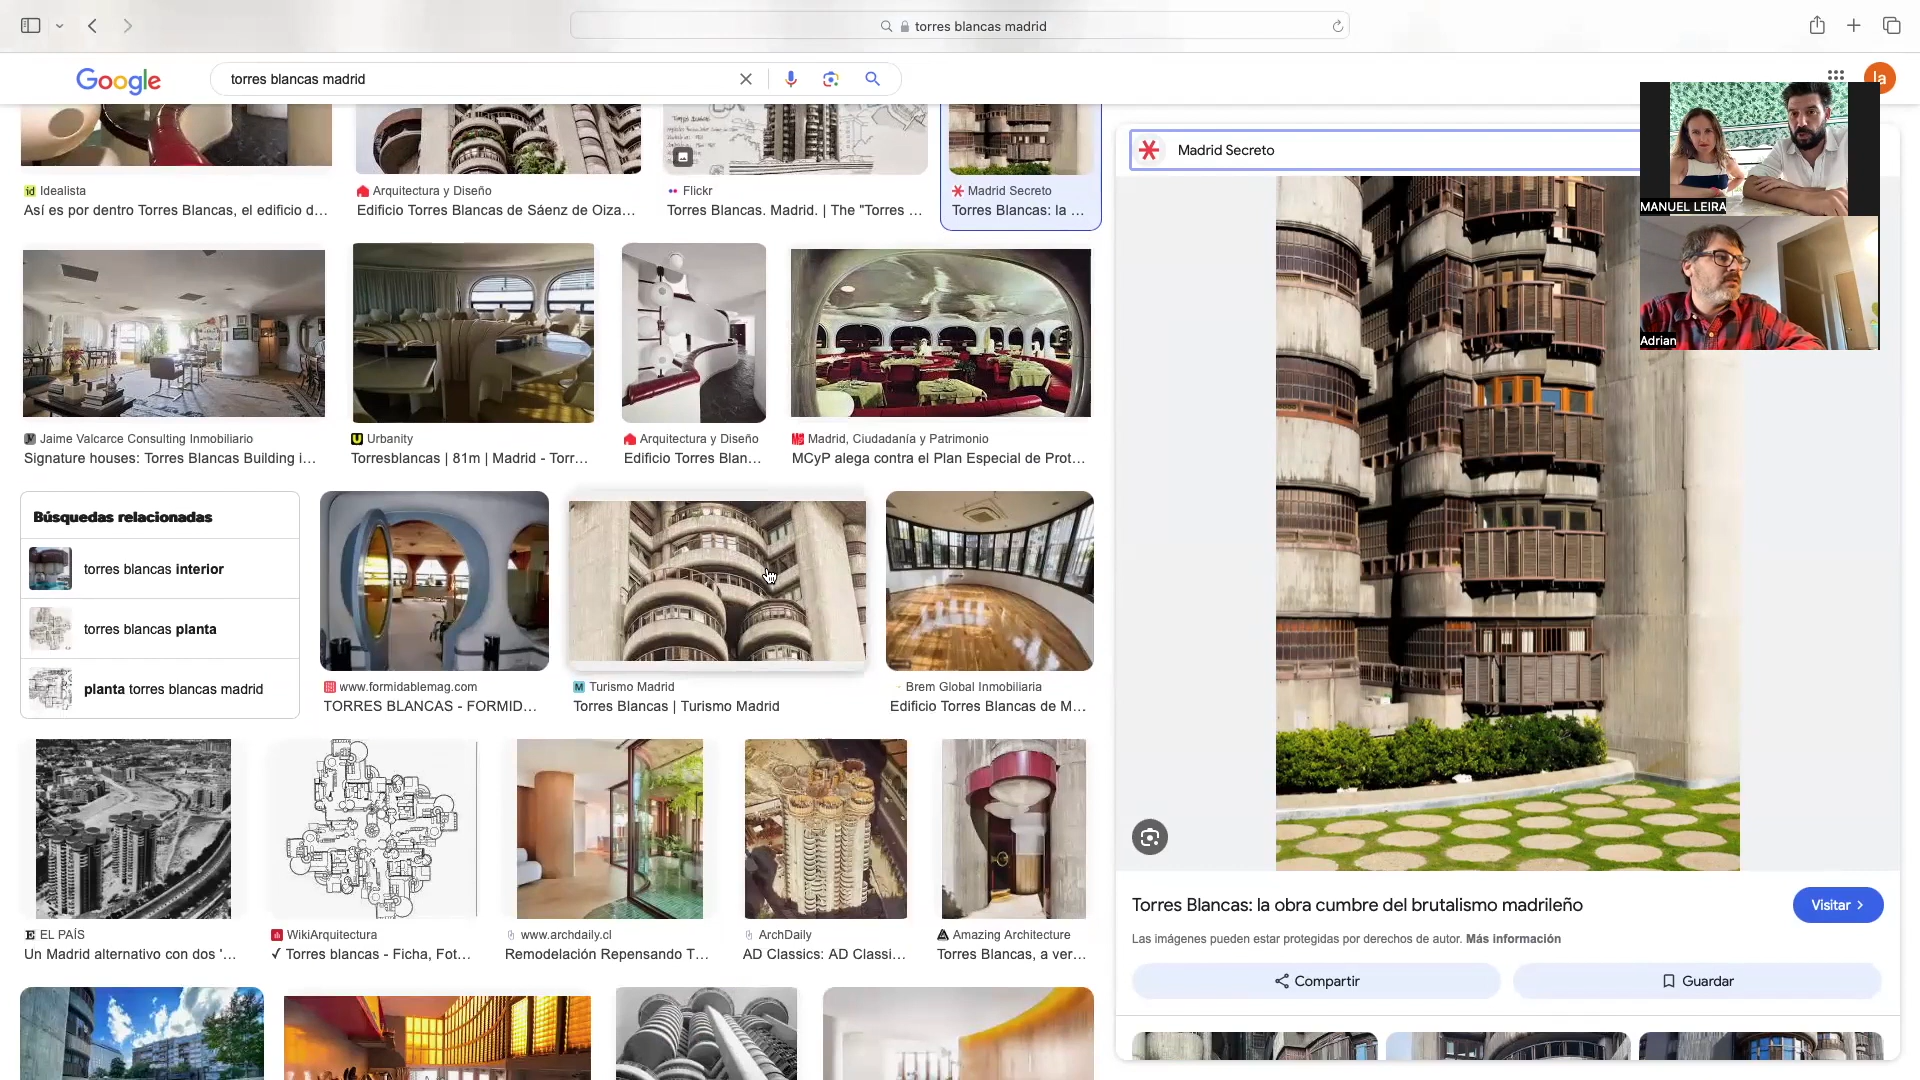 torres blancas madrid
Google
torres blancas madrid
la
id Idealista
Así es por dentro Torres Blancas, el edificio d...
Arquitectura y Diseño
Edificio Torres Blancas de Sáenz de Oiza...
Flickr
Torres Blancas. Madrid. | The "Torres ...
Madrid Secreto
Torres Blancas: la ...
Madrid Secreto
MANUEL LEIRA
Adrian
Jaime Valcarce Consulting Inmobiliario
Signature houses: Torres Blancas Building i...
U Urbanity
Torresblancas | 81m | Madrid - Torr...
Arquitectura y Diseño
Edificio Torres Blan...
Madrid, Ciudadanía y Patrimonio
MCyP alega contra el Plan Especial de Prot...
Búsquedas relacionadas
torres blancas interior
torres blancas planta
planta torres blancas madrid
www.formidablemag.com
TORRES BLANCAS - FORMID...
M Turismo Madrid
Torres Blancas | Turismo Madrid
Brem Global Inmobiliaria
Edificio Torres Blancas de M...
E EL PAÍS
Un Madrid alternativo con dos '...
WikiArquitectura
✓ Torres blancas - Ficha, Fot...
www.archdaily.cl
Remodelación Repensando T...
ArchDaily
AD Classics: AD Classi...
Amazing Architecture
Torres Blancas, a ver...
Torres Blancas: la obra cumbre del brutalismo madrileño
Visitar
Las imágenes pueden estar protegidas por derechos de autor. Más información
Compartir
Guardar